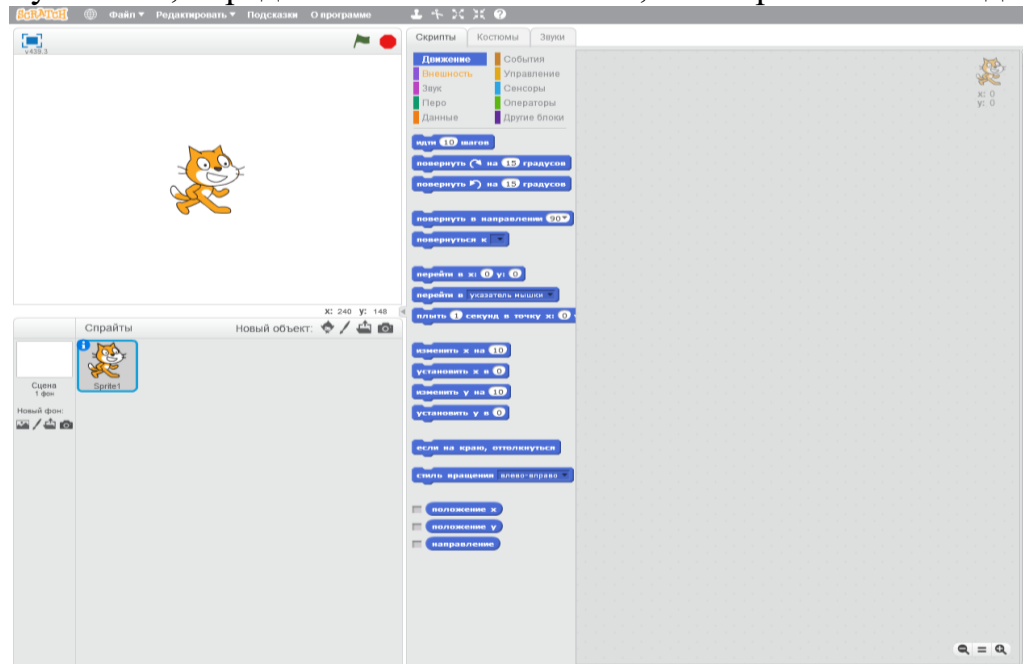 SCRATCH Файл Редактировать Подсказки О программе
v439.3
Скрипты Костюмы Звуки
Движение События
Внешность Управление
Звук Сенсоры
Перо Операторы
Данные Другие блоки
x: 0
y: 0
идти 10 шагов
повернуть на 15 градусов
повернуть на 15 градусов
повернуть в направлении 90
повернуться к
перейти в x: 0 y: 0
перейти в указатель мышки
плыть 1 секунд в точку x: 0
изменить x на 10
установить x в 0
изменить y на 10
установить y в 0
если на краю, оттолкнуться
стиль вращения влево-вправо
положение x
положение y
направление
X: 240 y: 148
Спрайты Новый объект:
Sprite1
Сцена
1 фон
Новый фон: